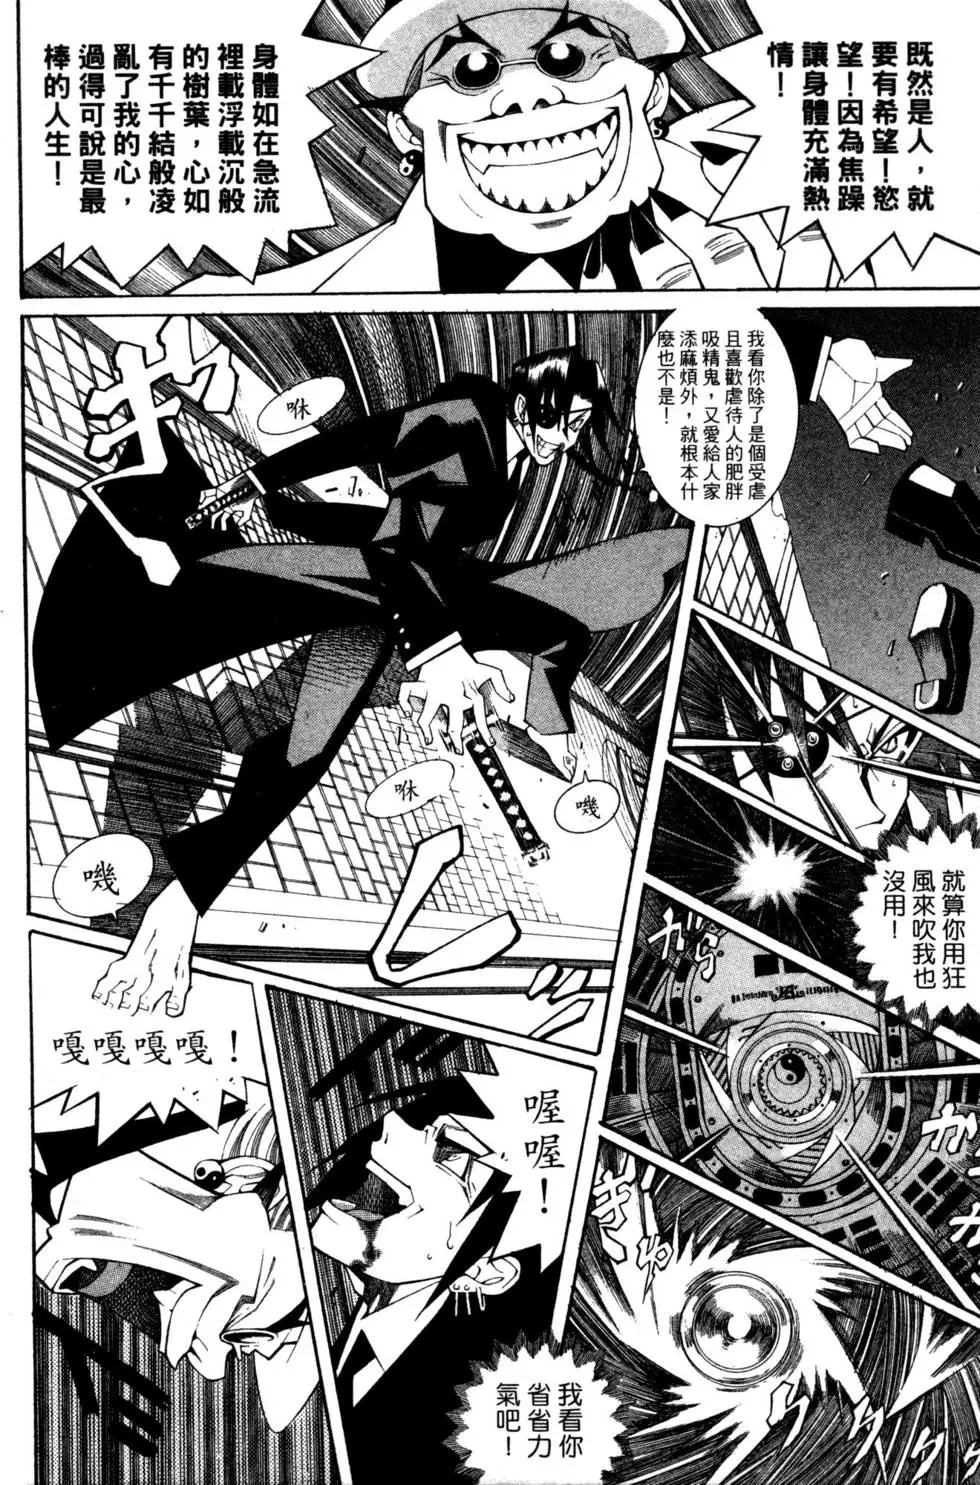 既然是人，就
要有希望！慾
望！因為焦躁
讓身體充滿熱
情！
身體如在急流
裡載浮載沉般
的樹葉，心如
有千千結般凌
亂了我的心，
過得可說是最
棒的人生！
我看你除了是個受虐
且喜歡虐待人的肥胖
吸精鬼，又愛給人家
添麻煩外，就根本什
麼也不是！
咻
咻
嘰
嘰
就算你用狂
風來吹我也
沒用！
喔喔！
我看你
省省力
氣吧！
嘎嘎嘎嘎！